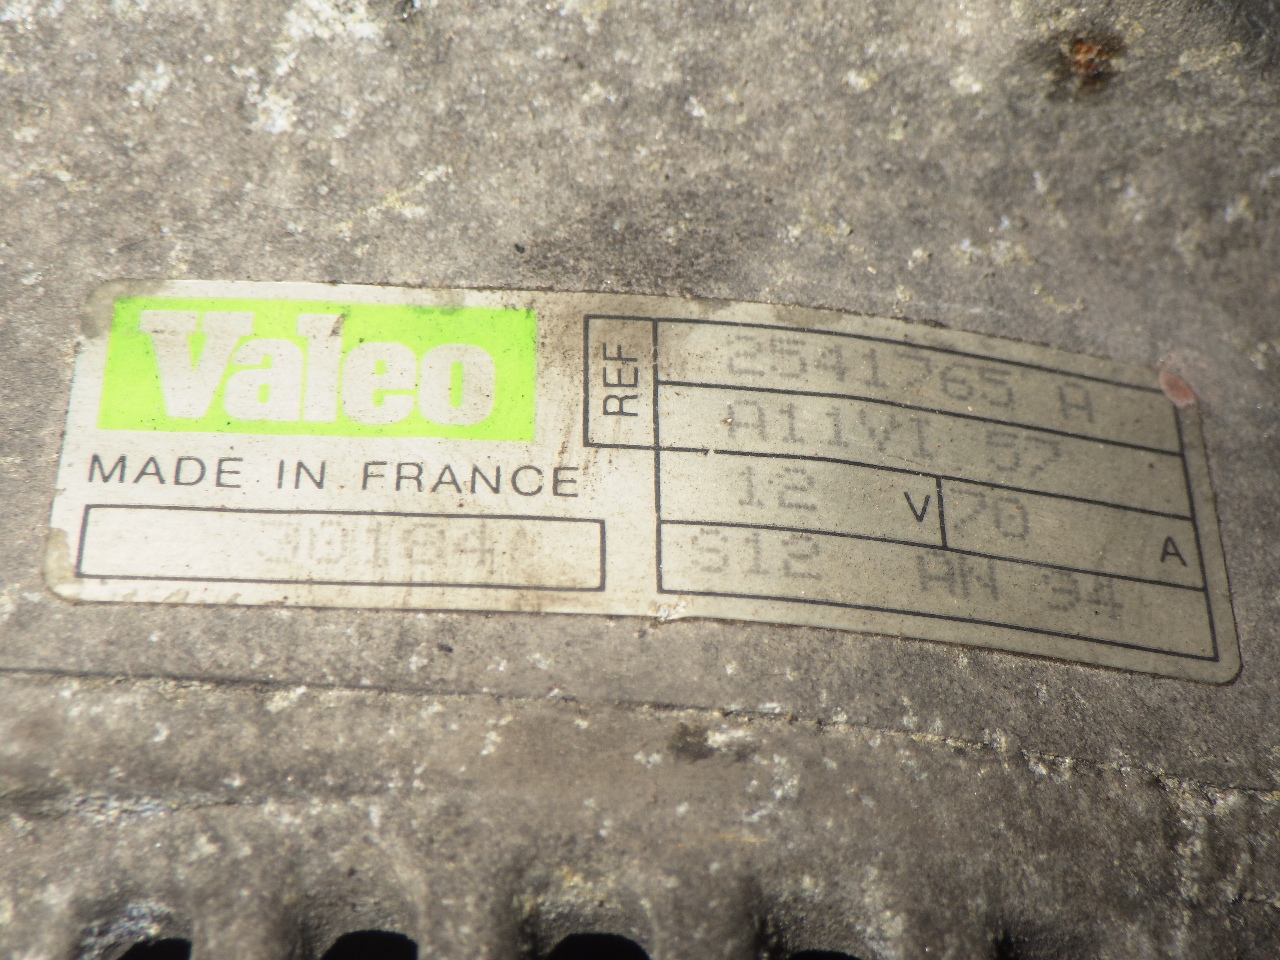 Valeo
MADE IN FRANCE
REF
2541765 H
A11VI 57
12 V 70 A
S12 AN 34